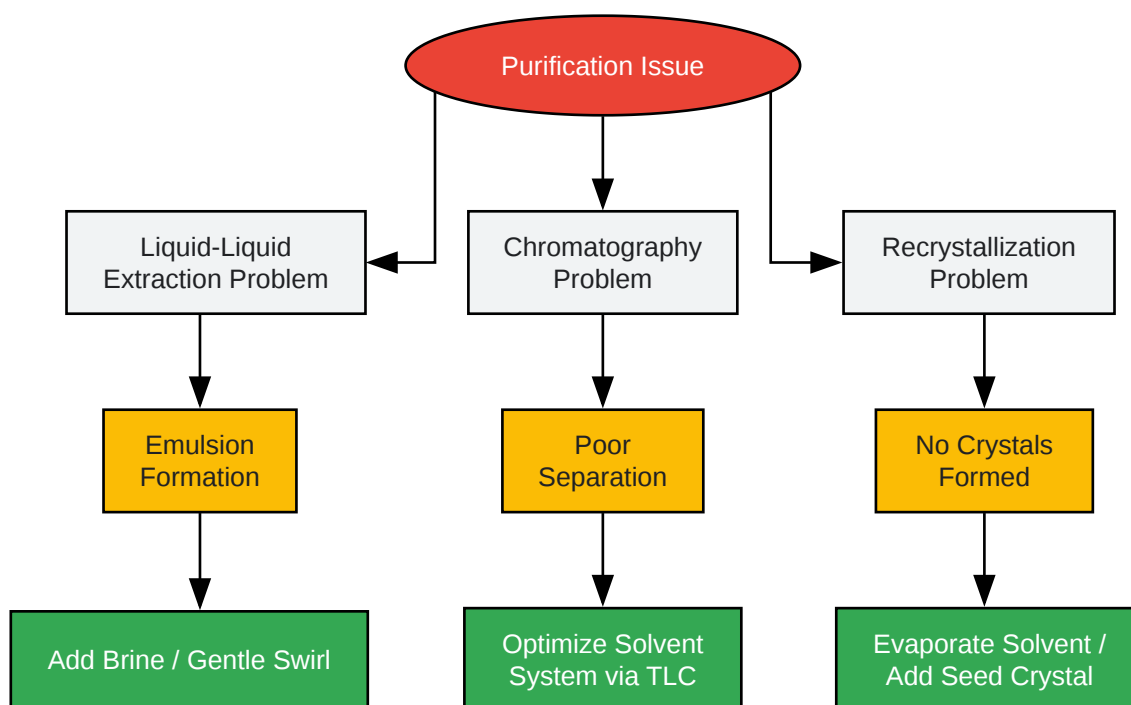 Purification Issue
Liquid-Liquid
Extraction Problem
Chromatography
Problem
Recrystallization
Problem
Emulsion
Formation
Poor
Separation
No Crystals
Formed
Add Brine / Gentle Swirl
Optimize Solvent
System via TLC
Evaporate Solvent /
Add Seed Crystal